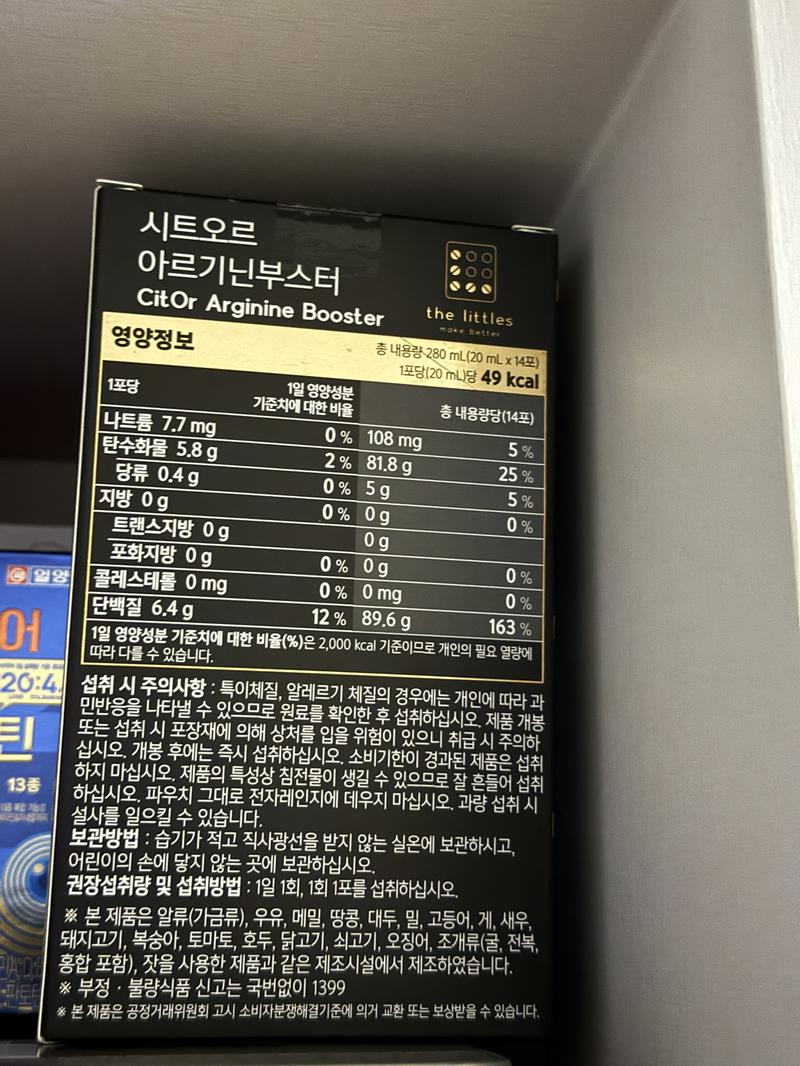 시트오르
아르기닌부스터
CitOr Arginine Booster
the littles
make better
영양정보
총 내용량 280 mL(20 mL x 14포)
1포당(20 mL)당 49 kcal
1포당 1일 영양성분 기준치에 대한 비율 총 내용량당(14포)
나트륨 7.7 mg 0 % 108 mg 5 %
탄수화물 5.8 g 2 % 81.8 g 25 %
당류 0.4 g 0 % 5 g 5 %
지방 0 g 0 % 0 g 0 %
트랜스지방 0 g 0 g
포화지방 0 g 0 % 0 g 0 %
콜레스테롤 0 mg 0 % 0 mg 0 %
단백질 6.4 g 12 % 89.6 g 163 %
1일 영양성분 기준치에 대한 비율(%)은 2,000 kcal 기준이므로 개인의 필요 열량에
따라 다를 수 있습니다.
섭취 시 주의사항 : 특이체질, 알레르기 체질의 경우에는 개인에 따라 과
민반응을 나타낼 수 있으므로 원료를 확인한 후 섭취하십시오. 제품 개봉
또는 섭취 시 포장재에 의해 상처를 입을 위험이 있으니 취급 시 주의하
십시오. 개봉 후에는 즉시 섭취하십시오. 소비기한이 경과된 제품은 섭취
하지 마십시오. 제품의 특성상 침전물이 생길 수 있으므로 잘 흔들어 섭취
하십시오. 파우치 그대로 전자레인지에 데우지 마십시오. 과량 섭취 시
설사를 일으킬 수 있습니다.
보관방법 : 습기가 적고 직사광선을 받지 않는 실온에 보관하시고,
어린이의 손에 닿지 않는 곳에 보관하십시오.
권장섭취량 및 섭취방법 : 1일 1회, 1회 1포를 섭취하십시오.
※ 본 제품은 알류(가금류), 우유, 메밀, 땅콩, 대두, 밀, 고등어, 게, 새우,
돼지고기, 복숭아, 토마토, 호두, 닭고기, 쇠고기, 오징어, 조개류(굴, 전복,
홍합 포함), 잣을 사용한 제품과 같은 제조시설에서 제조하였습니다.
※ 부정 · 불량식품 신고는 국번없이 1399
※ 본 제품은 공정거래위원회 고시 소비자분쟁해결기준에 의거 교환 또는 보상받을 수 있습니다.
일양
어
20:4
틴
13종